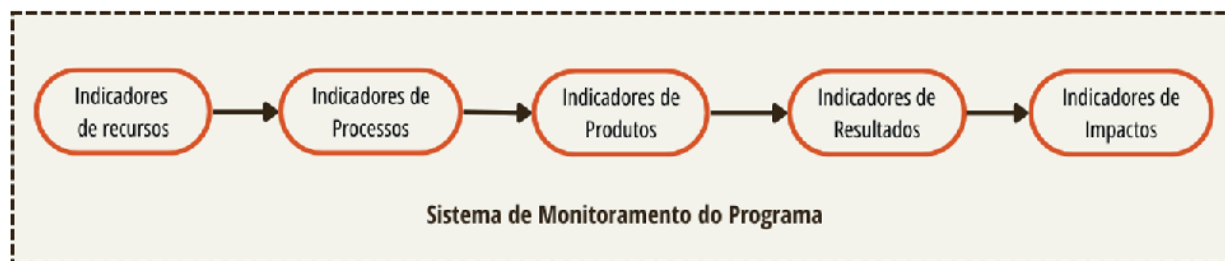 Indicadores
de recursos
Indicadores de
Processos
Indicadores de
Produtos
Indicadores de
Resultados
Indicadores de
Impactos
Sistema de Monitoramento do Programa